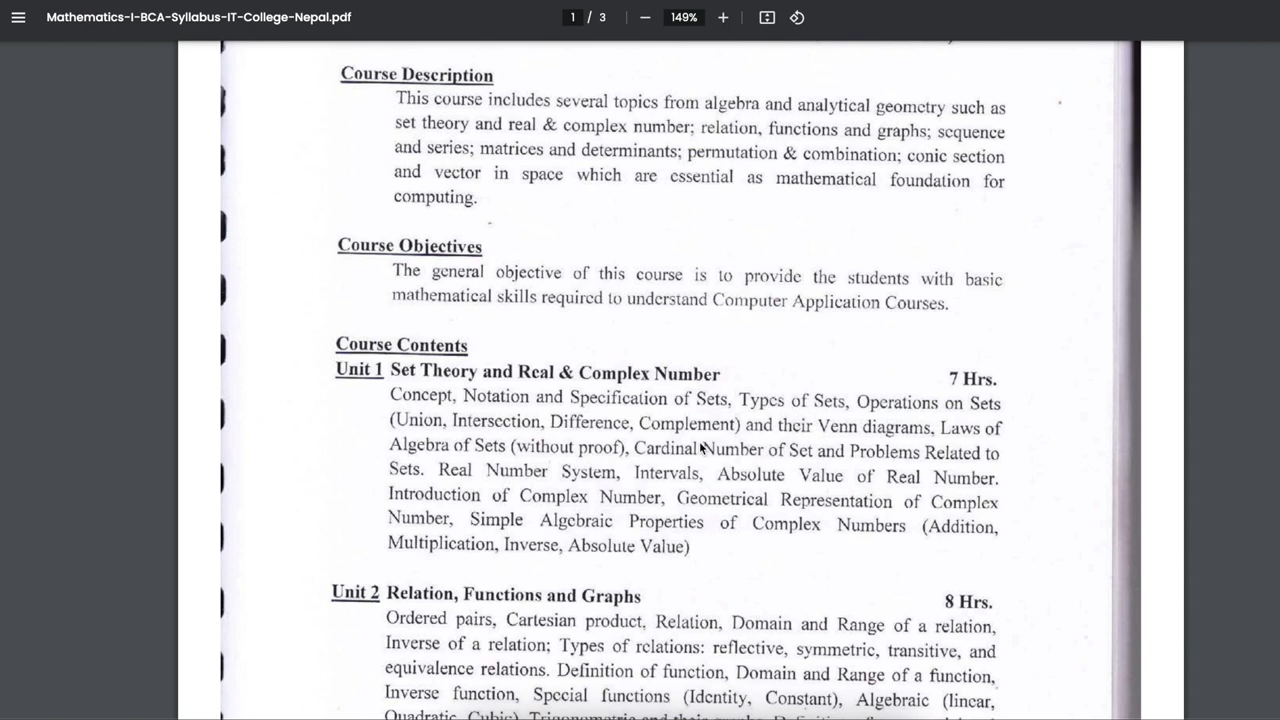 Mathematics-I-BCA-Syllabus-IT-College-Nepal.pdf
1 / 3
149%
Course Description
This course includes several topics from algebra and analytical geometry such as
set theory and real & complex number; relation, functions and graphs; sequence
and series; matrices and determinants; permutation & combination; conic section
and vector in space which are essential as mathematical foundation for
computing.
Course Objectives
The general objective of this course is to provide the students with basic
mathematical skills required to understand Computer Application Courses.
Course Contents
Unit 1 Set Theory and Real & Complex Number 7 Hrs.
Concept, Notation and Specification of Sets, Types of Sets, Operations on Sets
(Union, Intersection, Difference, Complement) and their Venn diagrams, Laws of
Algebra of Sets (without proof), Cardinal Number of Set and Problems Related to
Sets. Real Number System, Intervals, Absolute Value of Real Number.
Introduction of Complex Number, Geometrical Representation of Complex
Number, Simple Algebraic Properties of Complex Numbers (Addition,
Multiplication, Inverse, Absolute Value)
Unit 2 Relation, Functions and Graphs 8 Hrs.
Ordered pairs, Cartesian product, Relation, Domain and Range of a relation,
Inverse of a relation; Types of relations: reflective, symmetric, transitive, and
equivalence relations. Definition of function, Domain and Range of a function,
Inverse function, Special functions (Identity, Constant), Algebraic (linear,
Quadratic, Cubic), Trigonometric and their graphs.